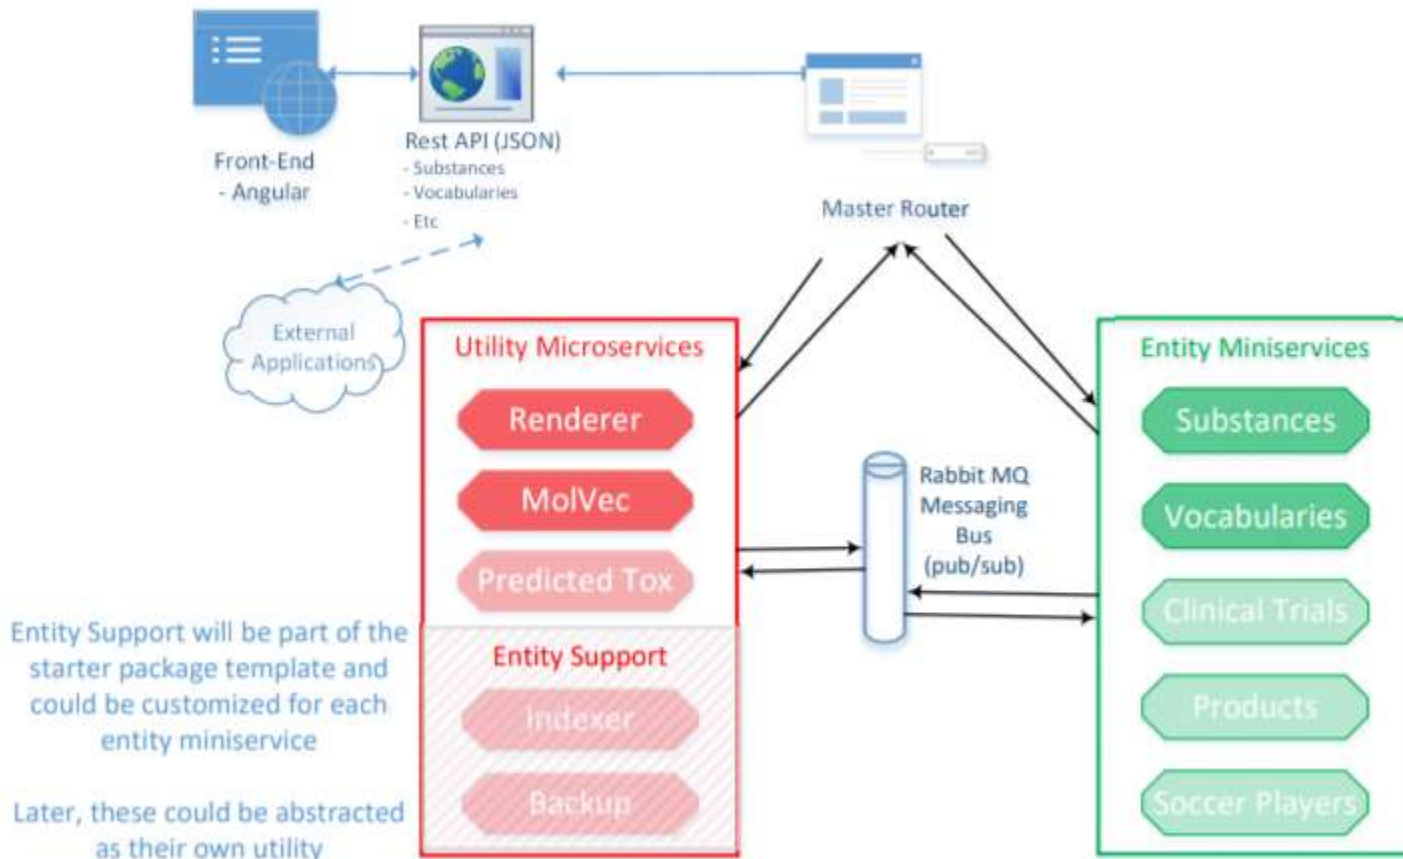 Front-End
- Angular
Rest API (JSON)
- Substances
- Vocabularies
- Etc
Master Router
External
Applications
Utility Microservices
Renderer
MolVec
Predicted Tox
Entity Support
Indexer
Backup
Rabbit MQ
Messaging
Bus
(pub/sub)
Entity Miniservices
Substances
Vocabularies
Clinical Trials
Products
Soccer Players
Entity Support will be part of the
starter package template and
could be customized for each
entity miniservice
Later, these could be abstracted
as their own utility